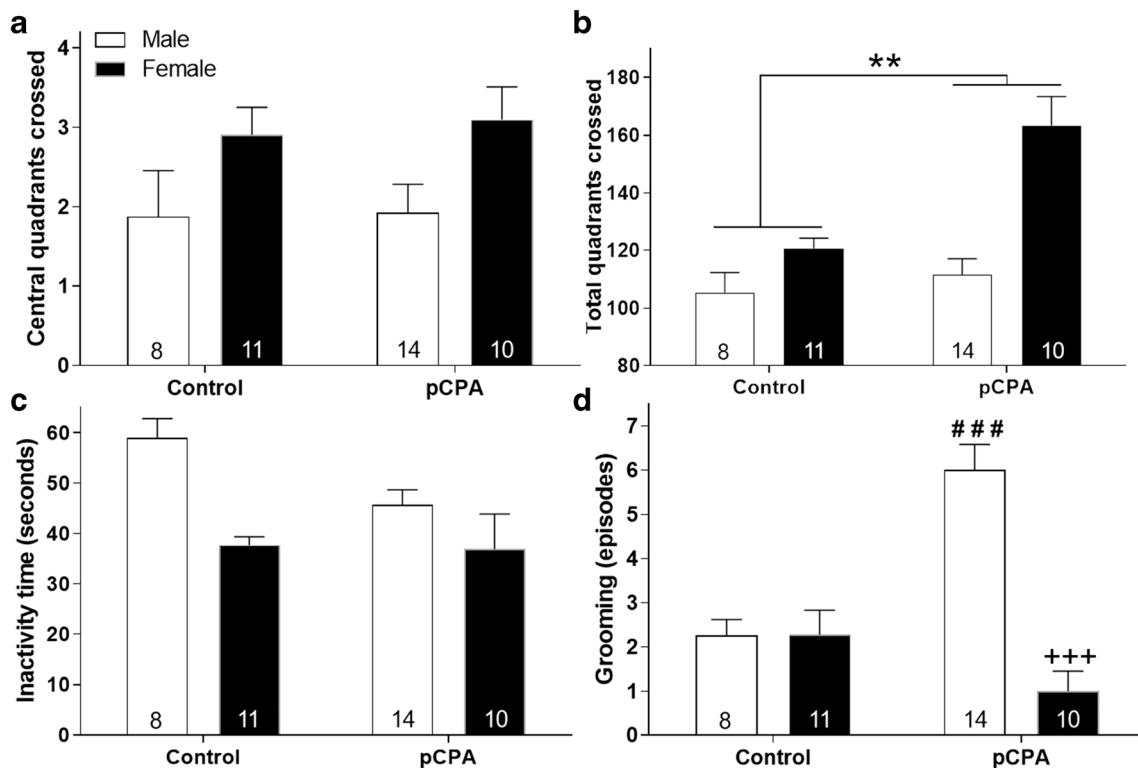 a
Central quadrants crossed
4
3
2
1
0
Male
Female
8
11
14
10
Control
pCPA
b
Total quadrants crossed
180
160
140
120
100
80
**
8
11
14
10
Control
pCPA
c
Inactivity time (seconds)
60
50
40
30
20
10
0
8
11
14
10
Control
pCPA
d
Grooming (episodes)
7
6
5
4
3
2
1
0
###
+++
8
11
14
10
Control
pCPA